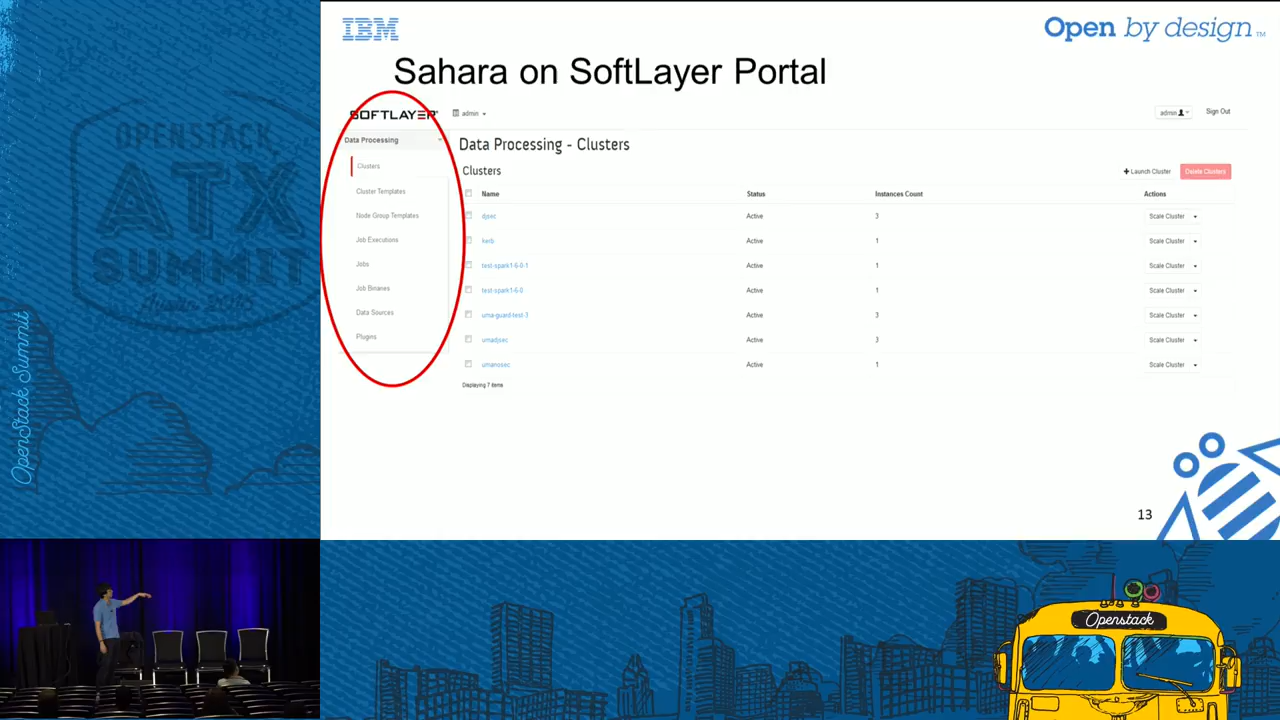 IBM
Open by design™
Sahara on SoftLayer Portal
SOFTLAYER®
admin
admin
Sign Out
Data Processing
Clusters
Cluster Templates
Node Group Templates
Job Executions
Jobs
Job Binaries
Data Sources
Plugins
Data Processing - Clusters
Clusters
Launch Cluster
Delete Clusters
Name Status Instances Count Actions
djsec Active 3 Scale Cluster
kerb Active 1 Scale Cluster
test-spark1-6-0-1 Active 1 Scale Cluster
test-spark1-6-0 Active 1 Scale Cluster
uma-guard-test-3 Active 3 Scale Cluster
umadjsec Active 3 Scale Cluster
umanosec Active 1 Scale Cluster
Displaying 7 items
13
OpenStack Summit
OPENSTACK
Openstack